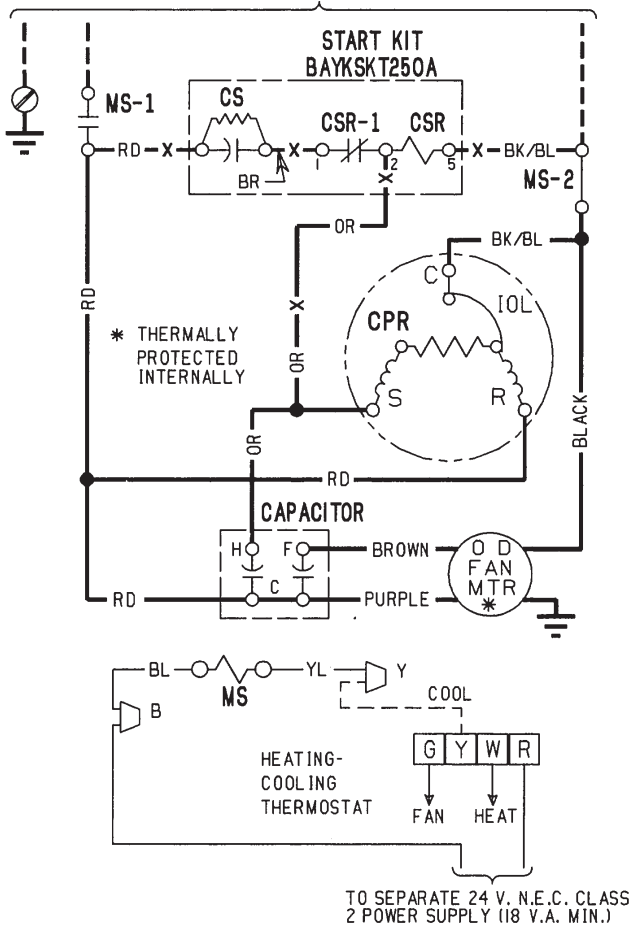 START KIT
BAYKSKT250A
MS-1
CS
CSR-1
CSR
RD X
X
1
2
5
X BK/BL
BR
X
MS-2
OR
BK/BL
C
IOL
RD
X
* THERMALLY
PROTECTED
INTERNALLY
CPR
OR
S
R
BLACK
OR
RD
CAPACITOR
H
F
BROWN
O D
FAN
MTR
*
C
RD
PURPLE
BL
MS
YL
Y
B
COOL
G Y W R
HEATING-
COOLING
THERMOSTAT
FAN
HEAT
TO SEPARATE 24 V. N.E.C. CLASS
2 POWER SUPPLY (18 V.A. MIN.)